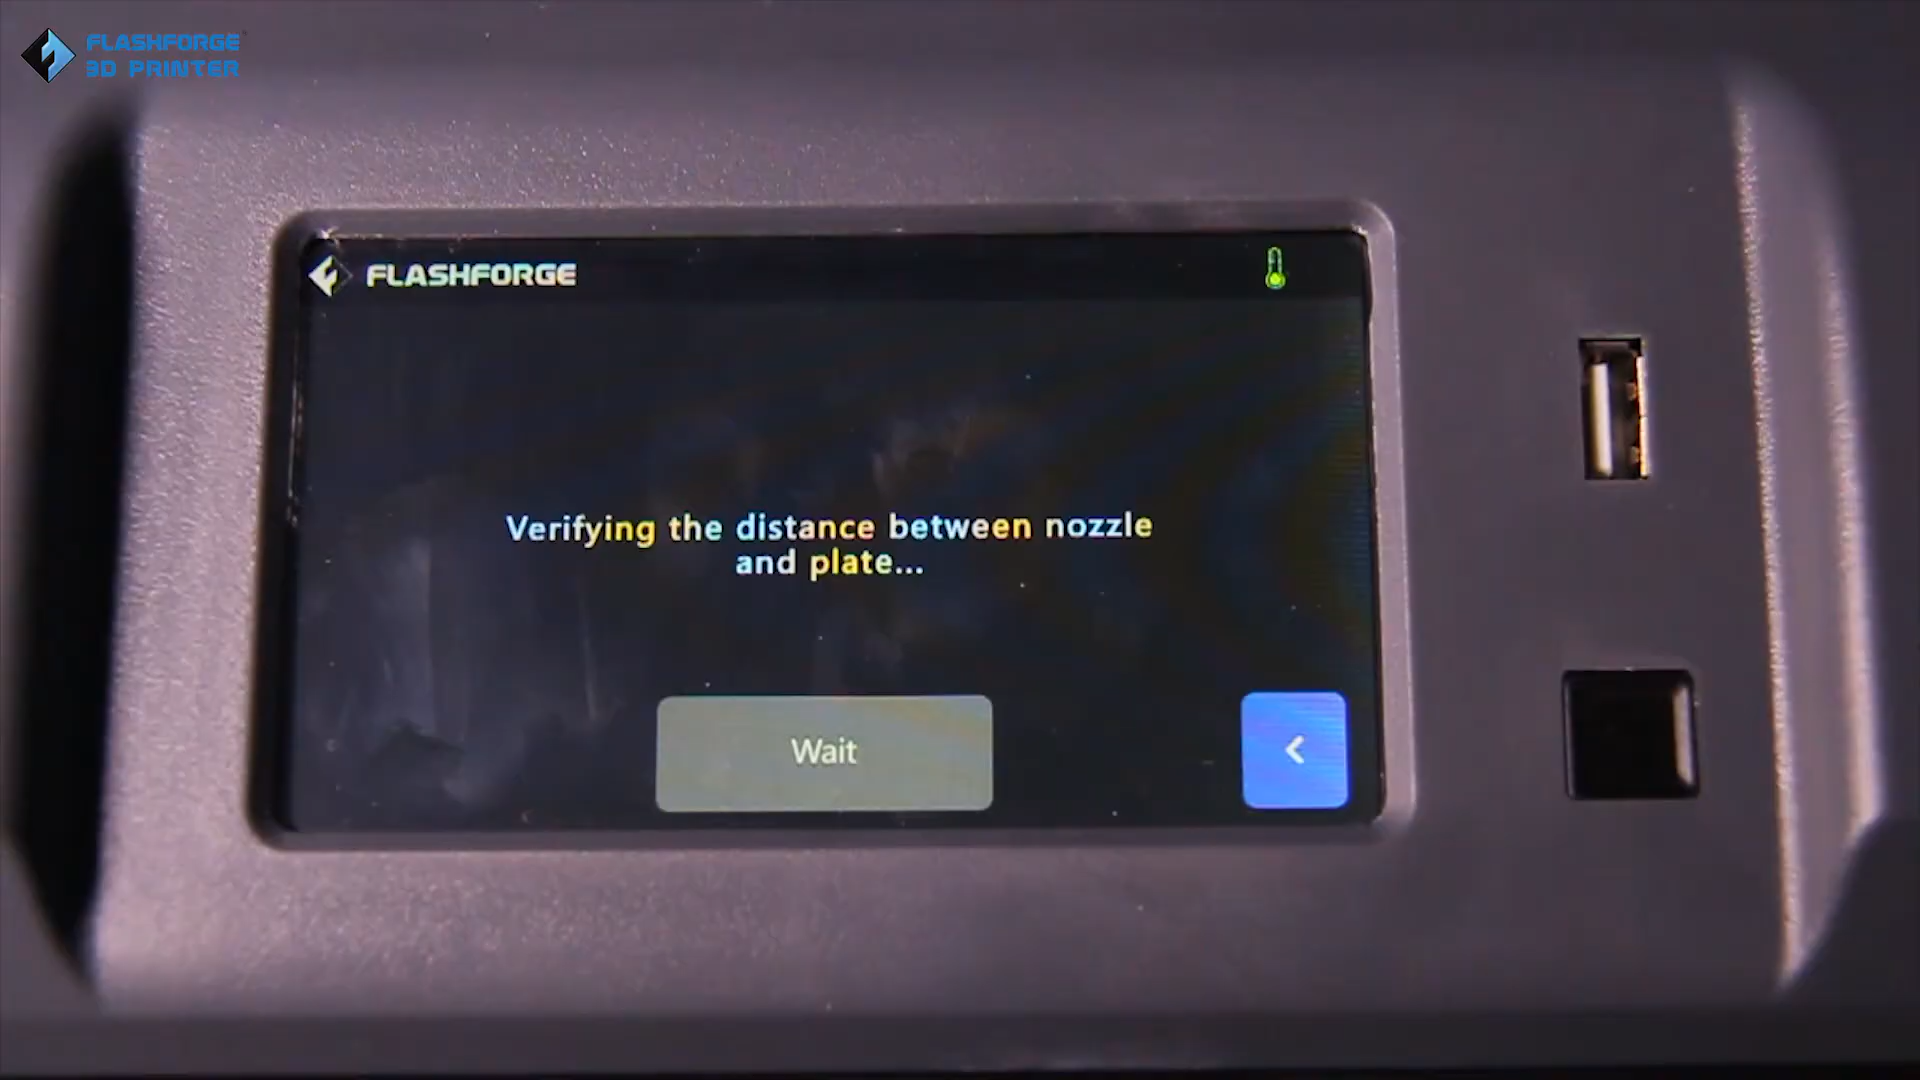 FLASHFORGE
3D PRINTER
FLASHFORGE
Verifying the distance between nozzle
and plate...
Wait